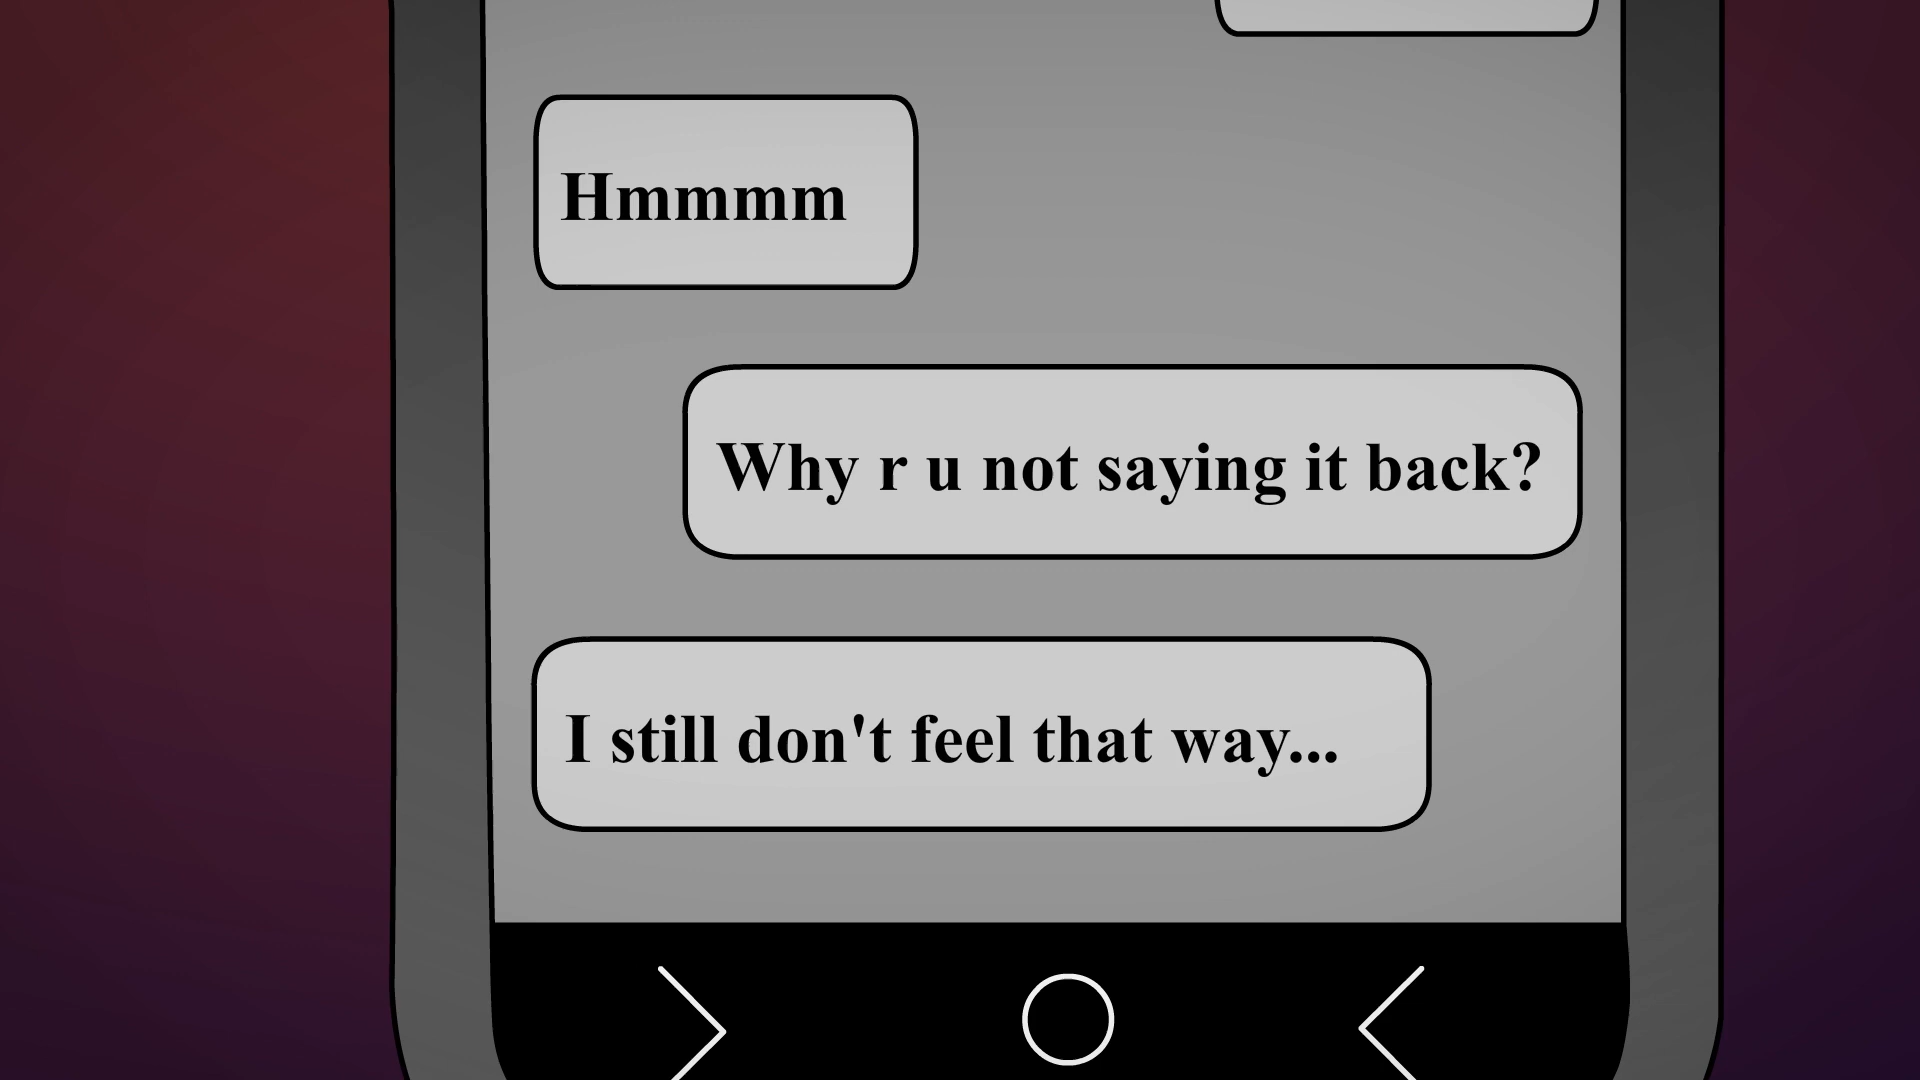 Hmmmm
Why r u not saying it back?
I still don't feel that way...